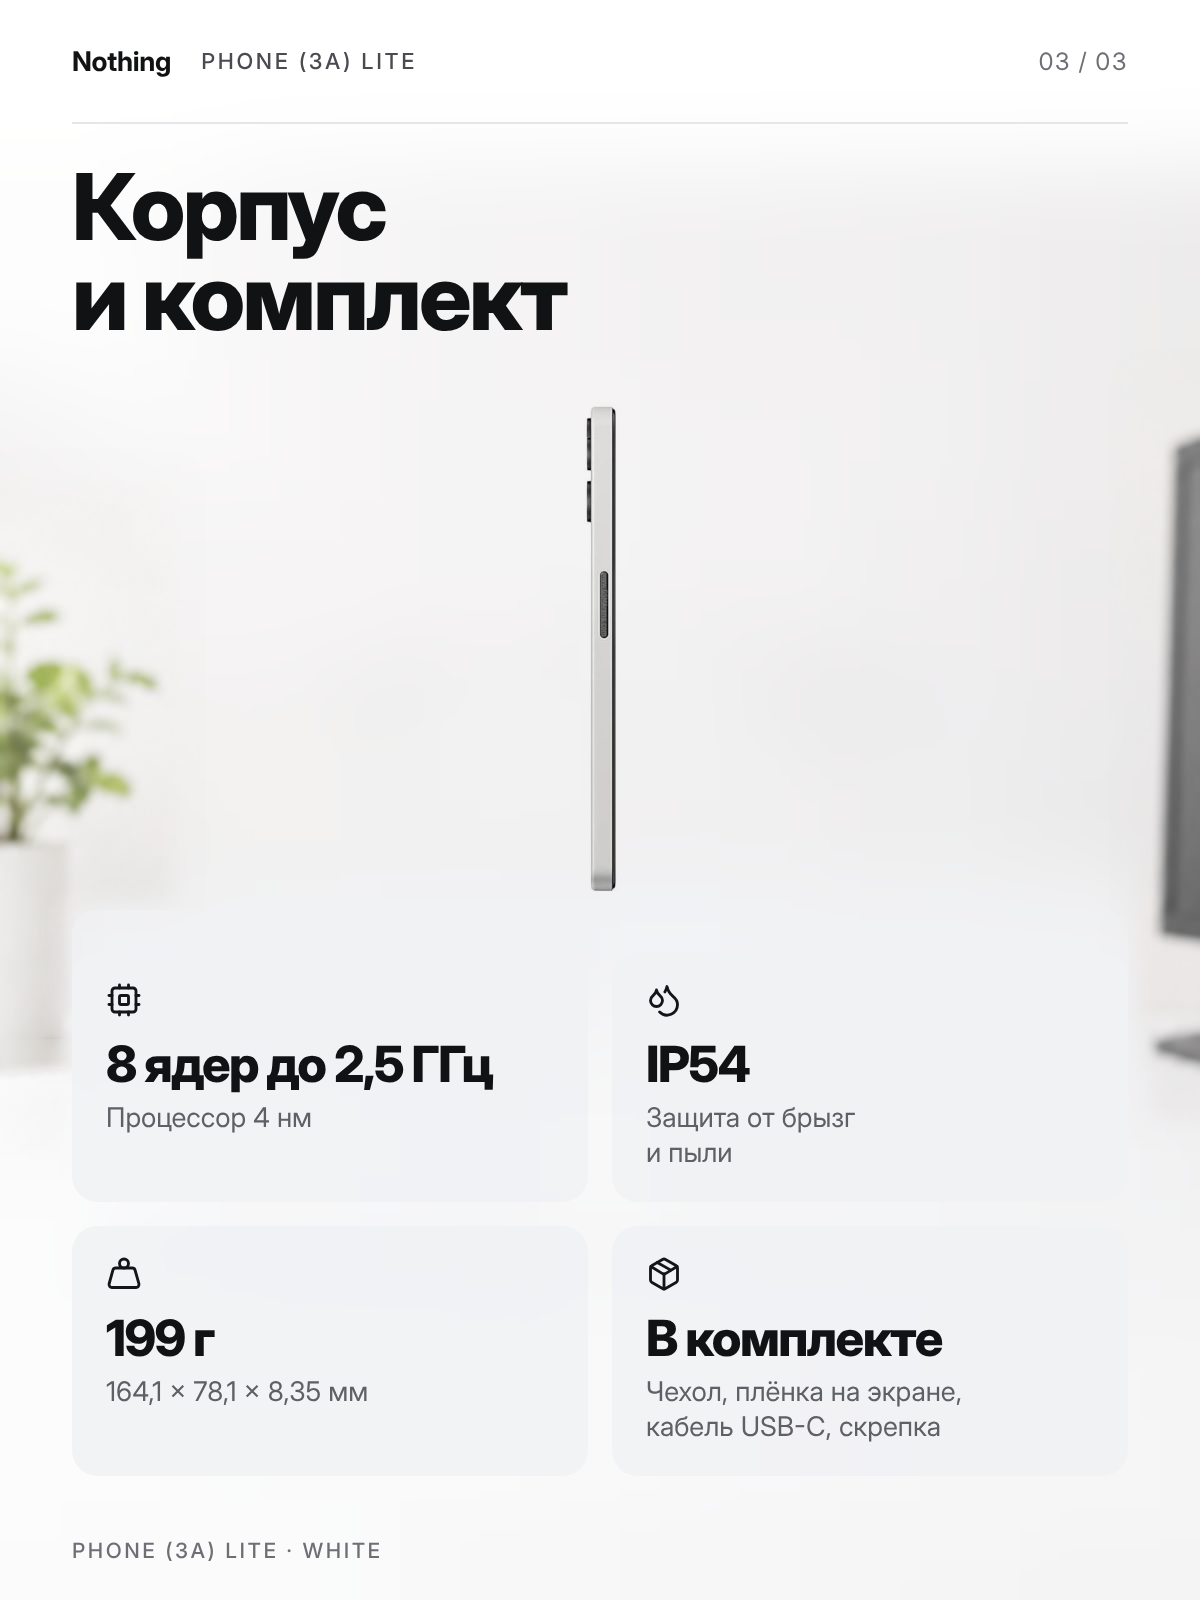 Nothing PHONE (3A) LITE 03 / 03
Корпус
и комплект
8 ядер до 2,5 ГГц
Процессор 4 нм
IP54
Защита от брызг
и пыли
199 г
164,1 × 78,1 × 8,35 мм
В комплекте
Чехол, плёнка на экране,
кабель USB-C, скрепка
PHONE (3A) LITE · WHITE